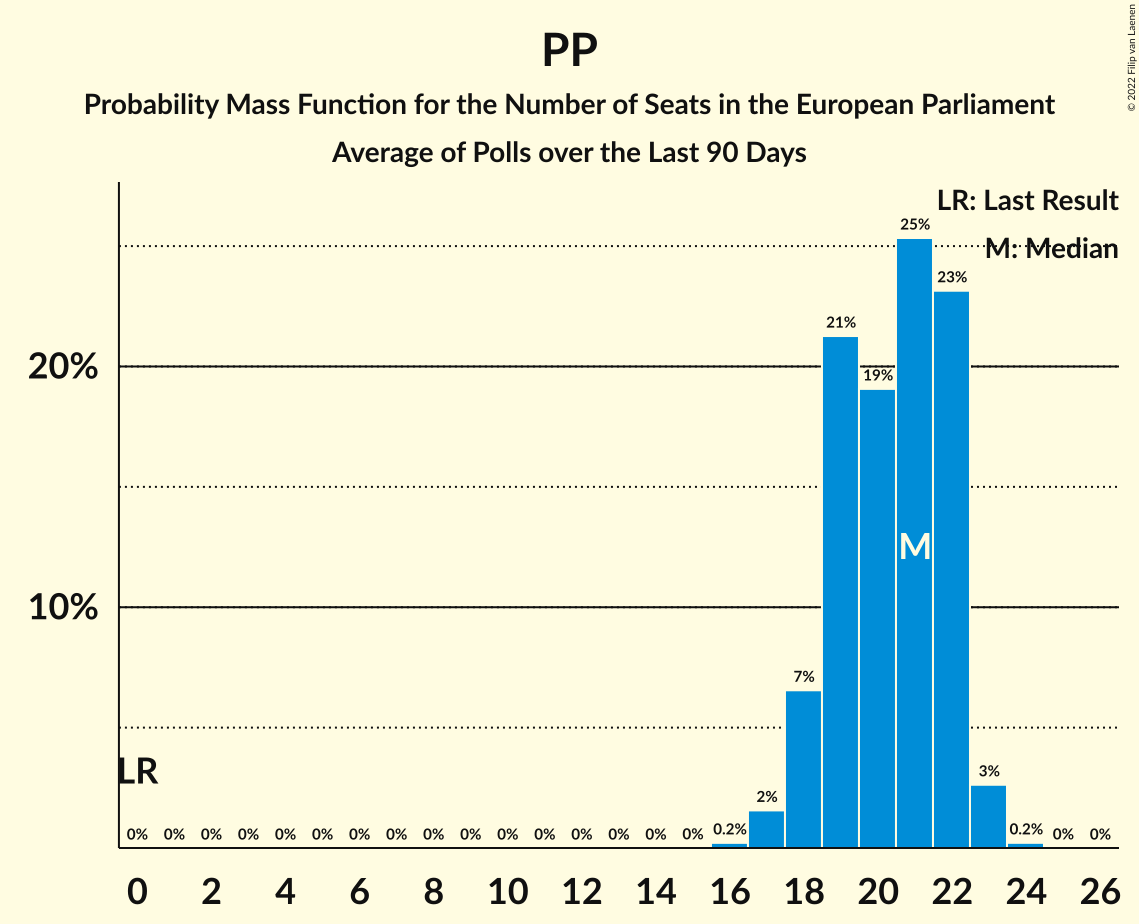 PP
Probability Mass Function for the Number of Seats in the European Parliament
Average of Polls over the Last 90 Days
© 2022 Filip van Laenen
LR: Last Result
M: Median
25%
23%
21%
20%
19%
M
10%
7%
LR
3%
2%
0% 0% 0% 0% 0% 0% 0% 0% 0% 0% 0% 0% 0% 0% 0% 0% 0.2% 0.2% 0% 0%
0 2 4 6 8 10 12 14 16 18 20 22 24 26